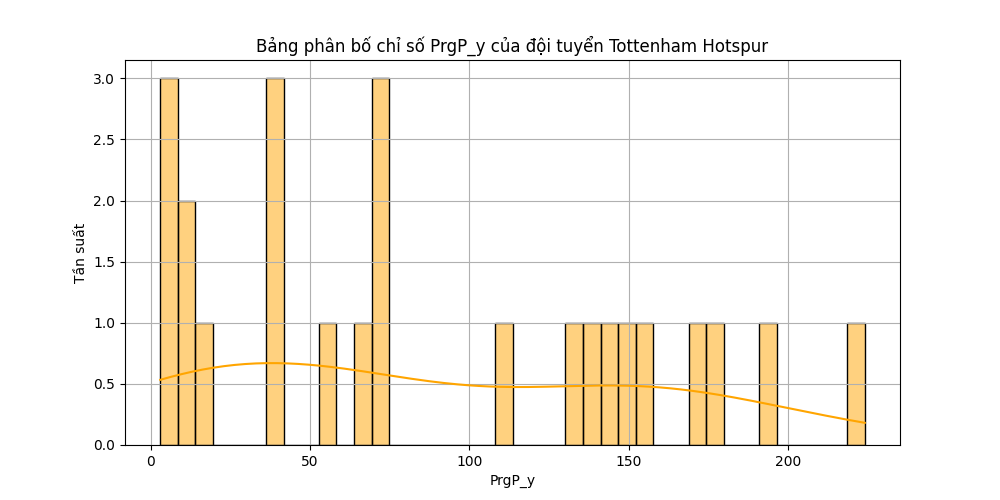 Bảng phân bố chỉ số PrgP_y của đội tuyển Tottenham Hotspur
3.0
2.5
2.0
1.5
1.0
0.5
0.0
Tần suất
0 50 100 150 200
PrgP_y